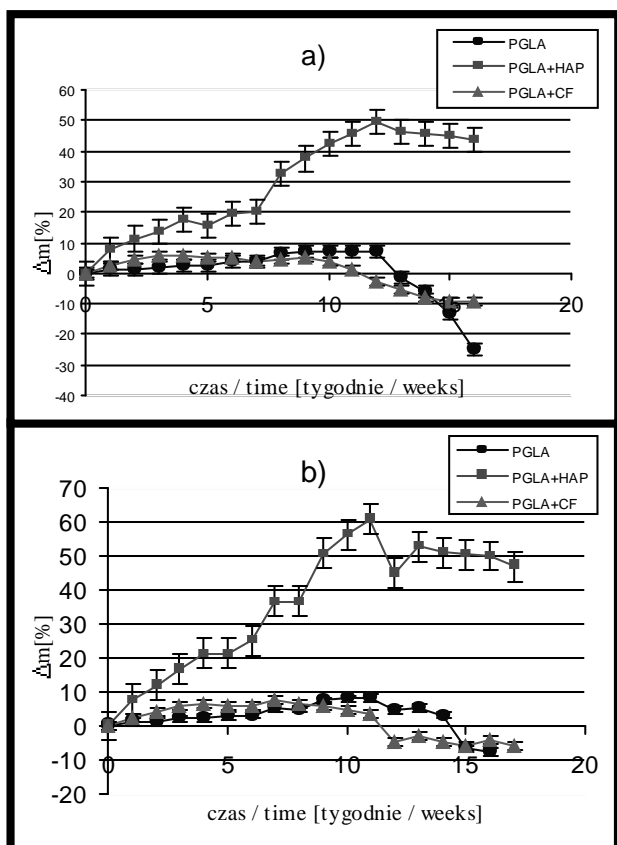 a)
PGLA
PGLA+HAP
PGLA+CF
60
50
40
30
20
10
0
-10
-20
-30
-40
Δm[%]
0
5
10
15
20
czas / time [tygodnie / weeks]
b)
PGLA
PGLA+HAP
PGLA+CF
70
60
50
40
30
20
10
0
-10
-20
Δm[%]
0
5
10
15
20
czas / time [tygodnie / weeks]